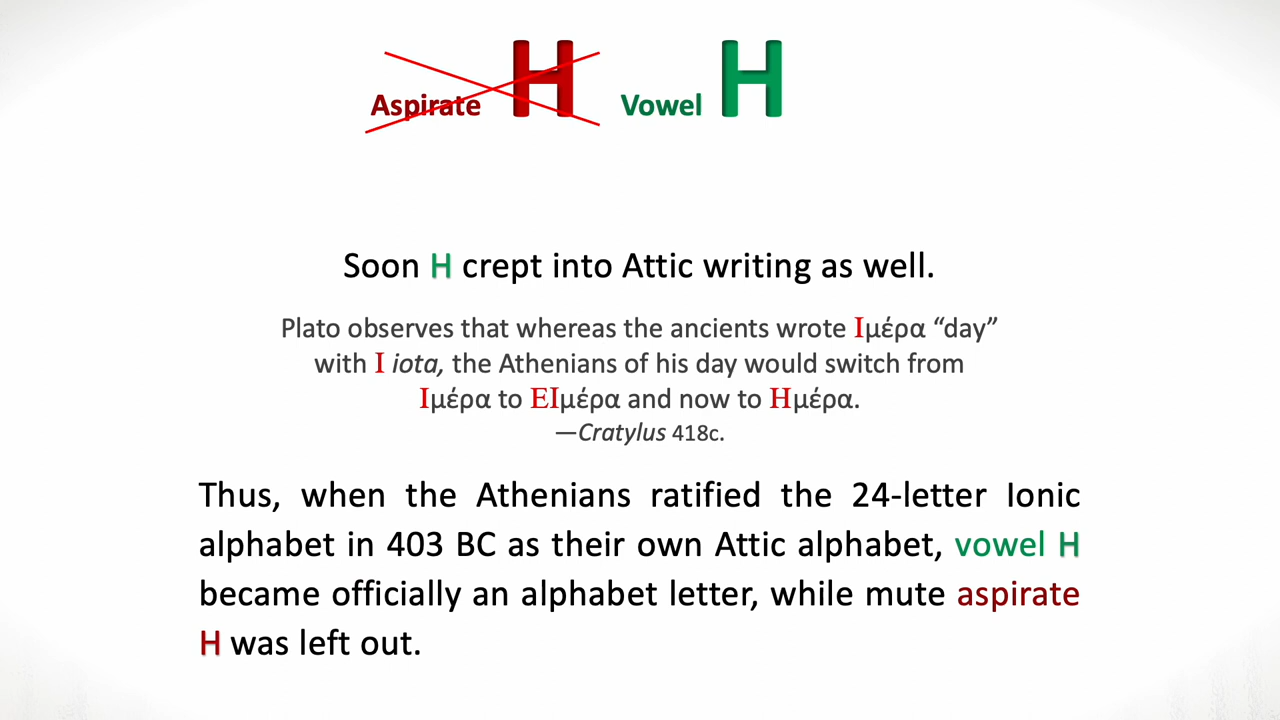 Aspirate H Vowel H
Soon H crept into Attic writing as well.
Plato observes that whereas the ancients wrote Ιμέρα “day”
with I iota, the Athenians of his day would switch from
Ιμέρα to ΕΙμέρα and now to Ημέρα.
—Cratylus 418c.
Thus, when the Athenians ratified the 24-letter Ionic
alphabet in 403 BC as their own Attic alphabet, vowel H
became officially an alphabet letter, while mute aspirate
H was left out.